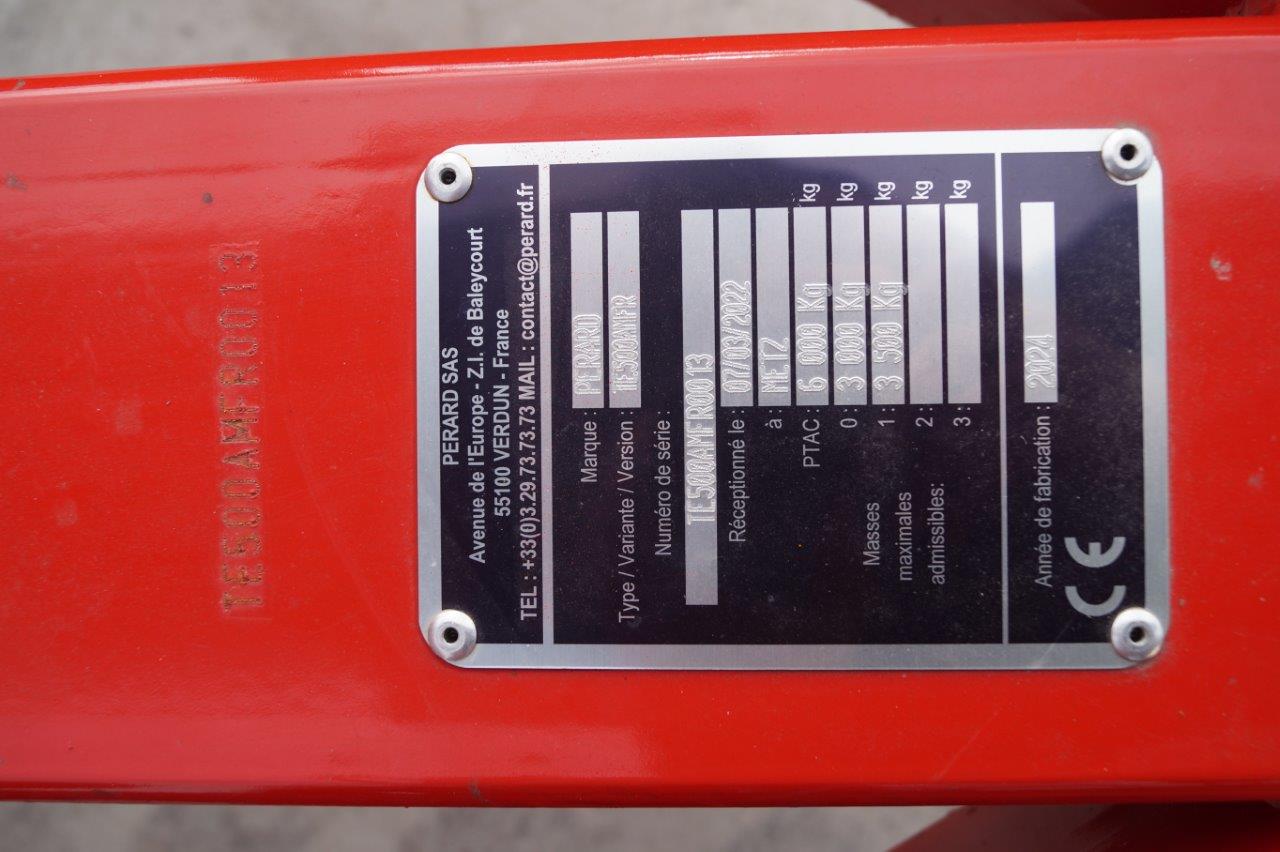 TE500AMFR0013
PERARD SAS
Avenue de l'Europe - Z.I. de Baleycourt
55100 VERDUN - France
TEL : +33(0)3.29.73.73.73 MAIL : contact@perard.fr
Marque : PERARD
Type / Variante / Version : TE500AMFR
Numéro de série :
TE500AMFR0013
Réceptionné le : 07/03/2022
à : METZ
PTAC : 6 000 Kg kg
Masses maximales admissibles:
0: 3 000 Kg kg
1: 3 500 Kg kg
2: kg
3: kg
Année de fabrication : 2024
CE